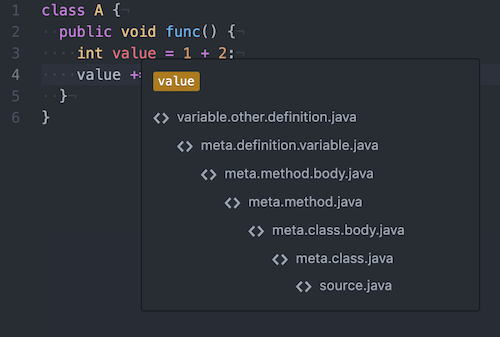 1 class A {¬
2 ··public void func() {¬
3 ····int value = 1 + 2:¬
4 ····value +=
5 ··}¬
6 }
value
<> variable.other.definition.java
<> meta.definition.variable.java
<> meta.method.body.java
<> meta.method.java
<> meta.class.body.java
<> meta.class.java
<> source.java